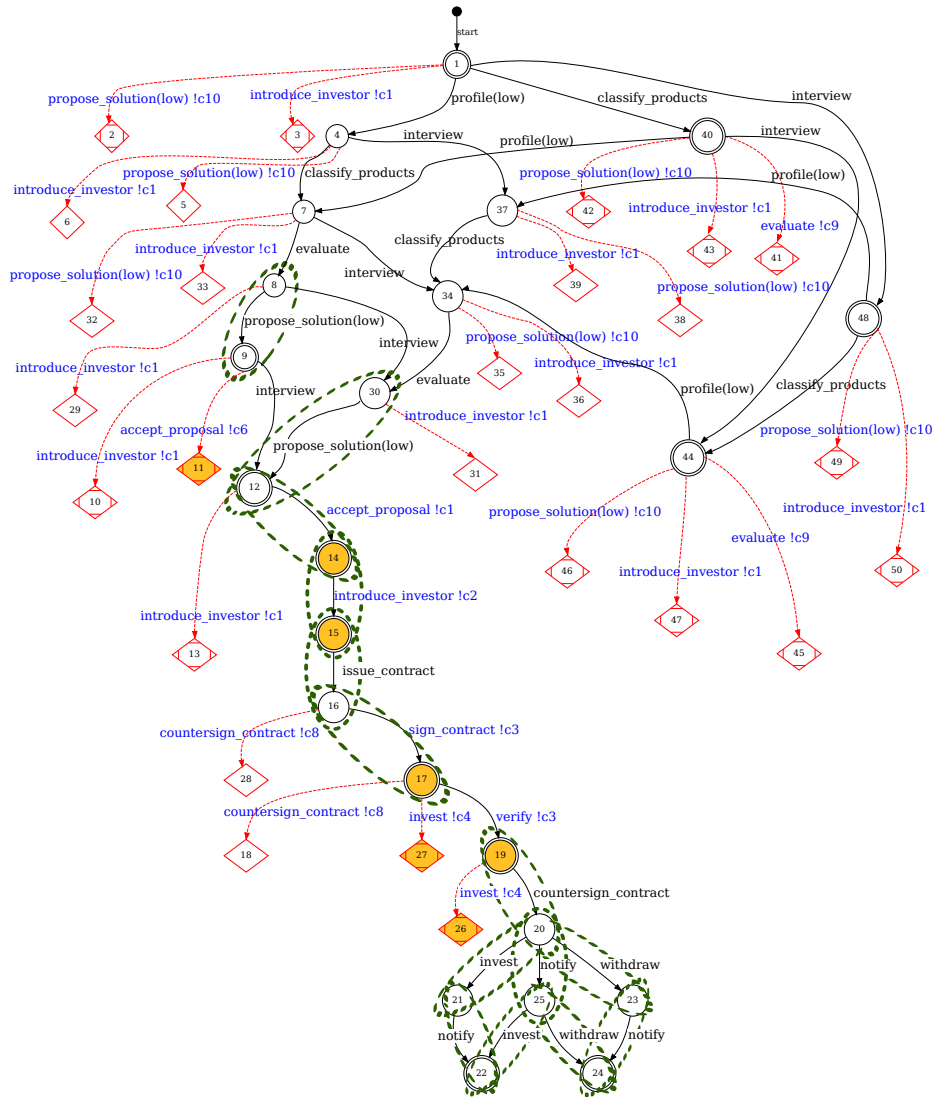 start
1
propose_solution(low) !c10
introduce_investor !c1
profile(low)
classify_products
interview
2
3
4
interview
profile(low)
40
interview
introduce_investor !c1
propose_solution(low) !c10
classify_products
propose_solution(low) !c10
profile(low)
6
5
7
37
42
introduce_investor !c1
evaluate !c9
propose_solution(low) !c10
introduce_investor !c1
evaluate
classify_products
introduce_investor !c1
43
41
33
8
interview
39
propose_solution(low) !c10
34
32
38
48
propose_solution(low)
interview
propose_solution(low) !c10
introduce_investor !c1
9
introduce_investor !c1
35
29
interview
30
evaluate
36
profile(low)
classify_products
introduce_investor !c1
accept_proposal !c6
propose_solution(low) !c10
introduce_investor !c1
propose_solution(low)
44
49
11
31
10
12
accept_proposal !c1
propose_solution(low) !c10
introduce_investor !c1
evaluate !c9
14
46
introduce_investor !c1
50
introduce_investor !c2
introduce_investor !c1
47
15
13
45
issue_contract
16
countersign_contract !c8
sign_contract !c3
28
17
countersign_contract !c8
invest !c4
verify !c3
18
27
19
invest !c4
countersign_contract
26
20
invest
notify
withdraw
21
25
23
notify
invest
withdraw
notify
22
24